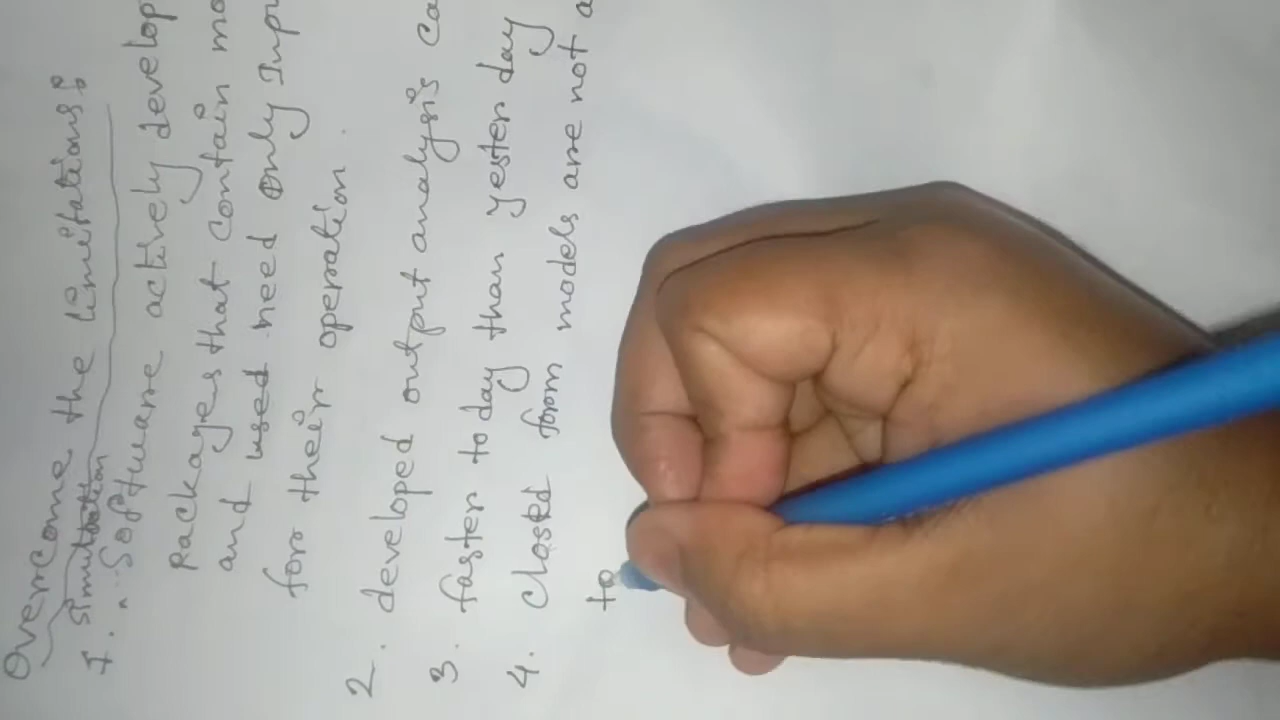 Overcome the limitations:
simulation
1. Software actively develop
packages that contain mo
and used need only Inpu
for their operation.
2. developed output analysis ca
3. faster today than yesterday
4. Closed form models are not a
to